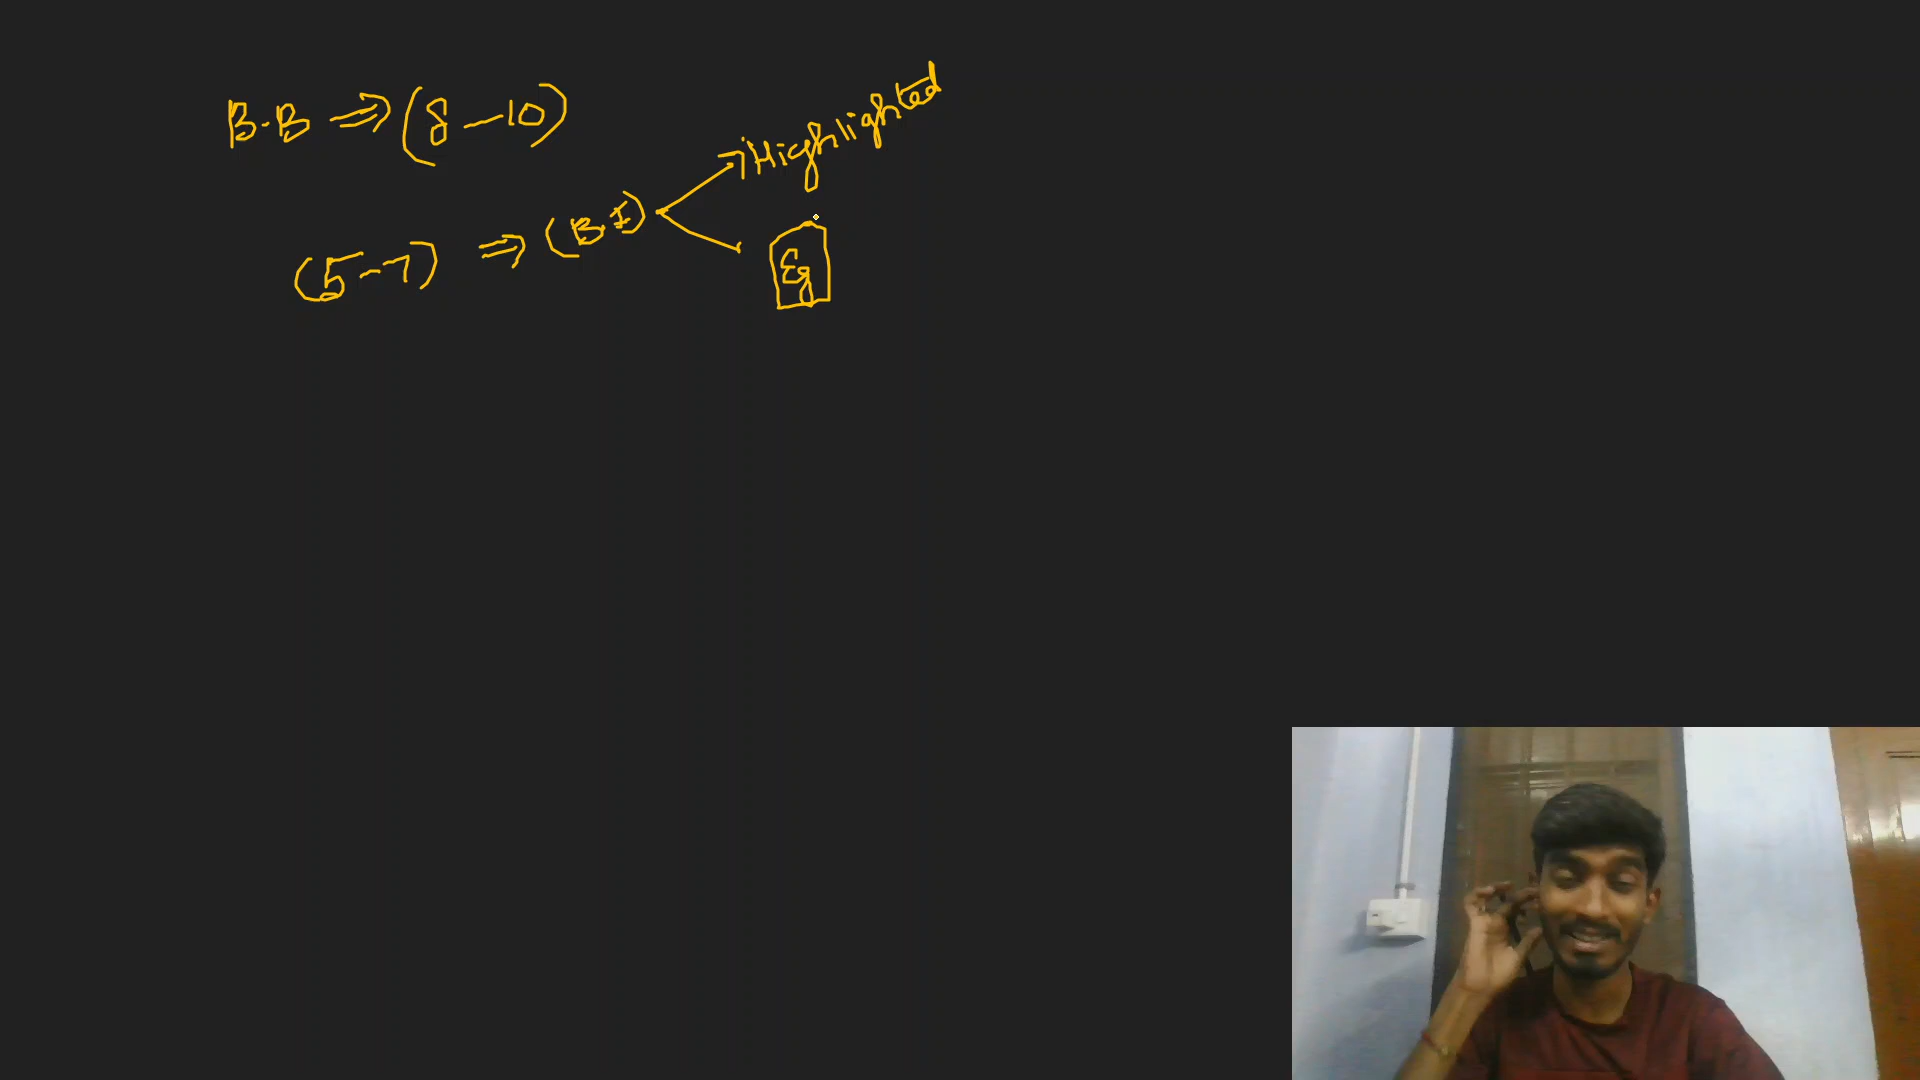 B.B ⇒ (8 – 10)
(5 – 7) ⇒ (B.I)
Highlighted
Eg